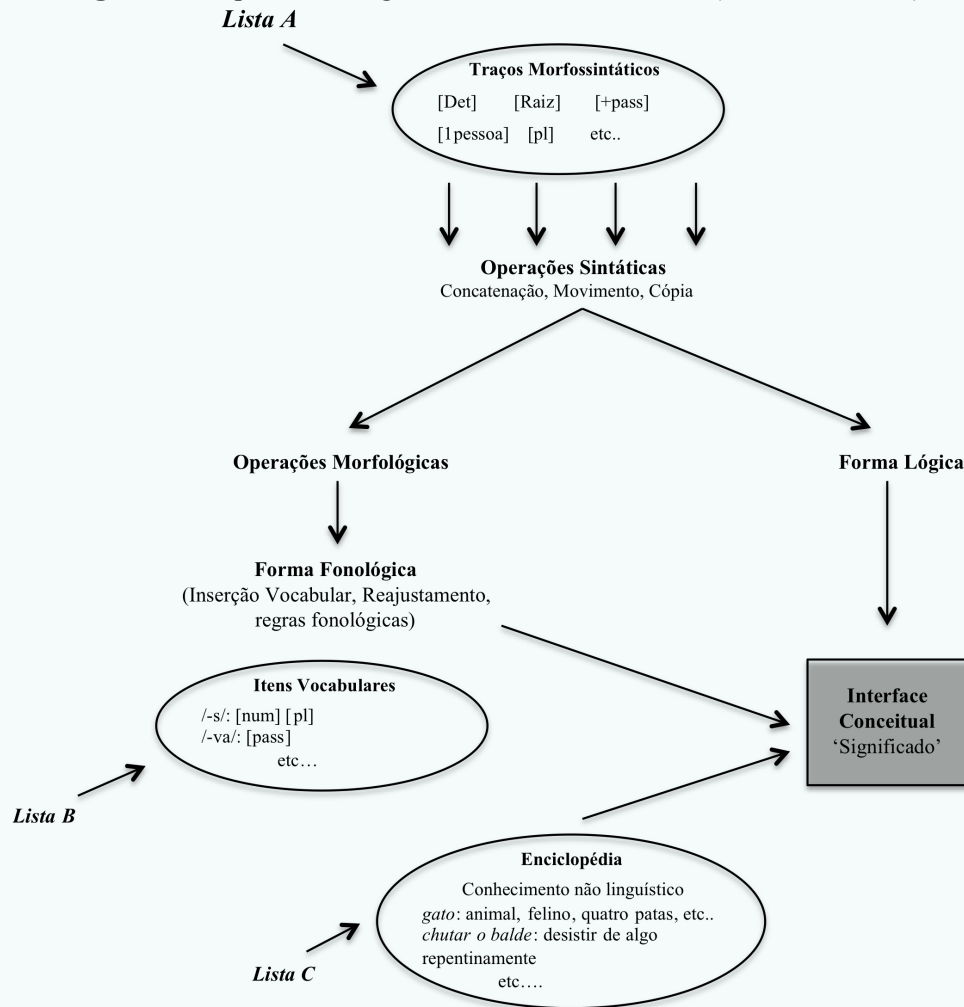 Lista A
Traços Morfossintáticos
[Det] [Raiz] [+pass]
[1pessoa] [pl] etc..
Operações Sintáticas
Concatenação, Movimento, Cópia
Operações Morfológicas
Forma Lógica
Forma Fonológica
(Inserção Vocabular, Reajustamento,
regras fonológicas)
Itens Vocabulares
/-s/: [num] [pl]
/-va/: [pass]
etc…
Interface
Conceitual
‘Significado’
Lista B
Enciclopédia
Conhecimento não linguístico
gato: animal, felino, quatro patas, etc..
chutar o balde: desistir de algo
repentinamente
etc….
Lista C